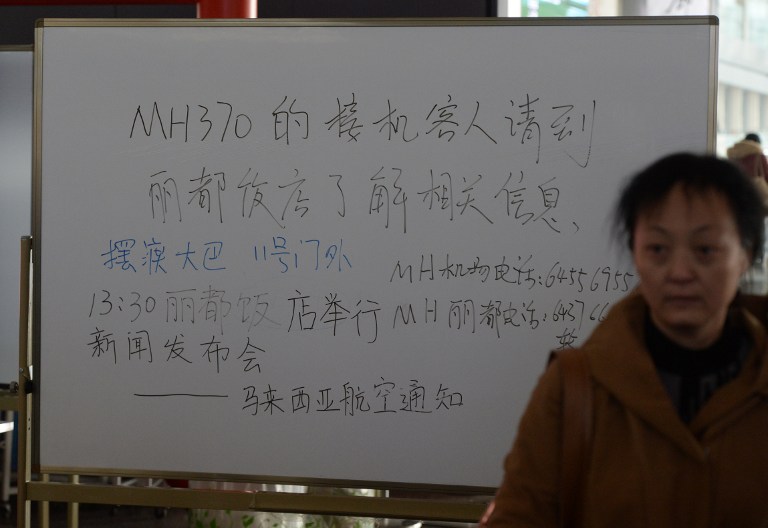 MH370的接机客人请到
丽都饭店了解相关信息、
摆渡大巴 11号门外
MH机场电话:64556955
13:30丽都饭店举行
MH丽都电话:6437 66
转
新闻发布会
——马来西亚航空通知